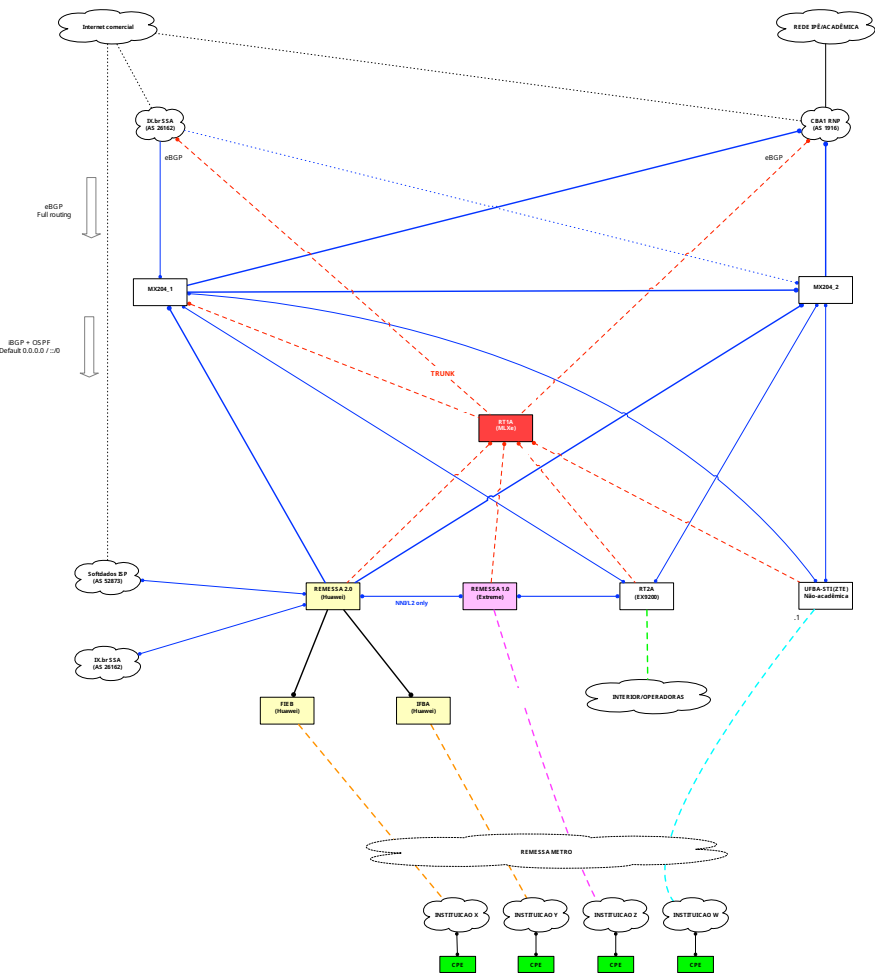 Internet comercial
REDE IPÊ/ACADÊMICA
IX.br SSA
(AS 26162)
CBA1 RNP
(AS 1916)
eBGP
eBGP
eBGP
Full routing
MX204_1
MX204_2
iBGP + OSPF
Default 0.0.0.0 / ::/0
TRUNK
RT1A
(MLXe)
Softdados ISP
(AS 52873)
REMESSA 2.0
(Huawei)
NNI/L2 only
REMESSA 1.0
(Extreme)
RT2A
(EX9200)
UFBA-STI (ZTE)
Não-acadêmica
.1
IX.br SSA
(AS 26162)
FIEB
(Huawei)
IFBA
(Huawei)
INTERIOR/OPERADORAS
REMESSA METRO
INSTITUICAO X
INSTITUICAO Y
INSTITUICAO Z
INSTITUICAO W
CPE
CPE
CPE
CPE